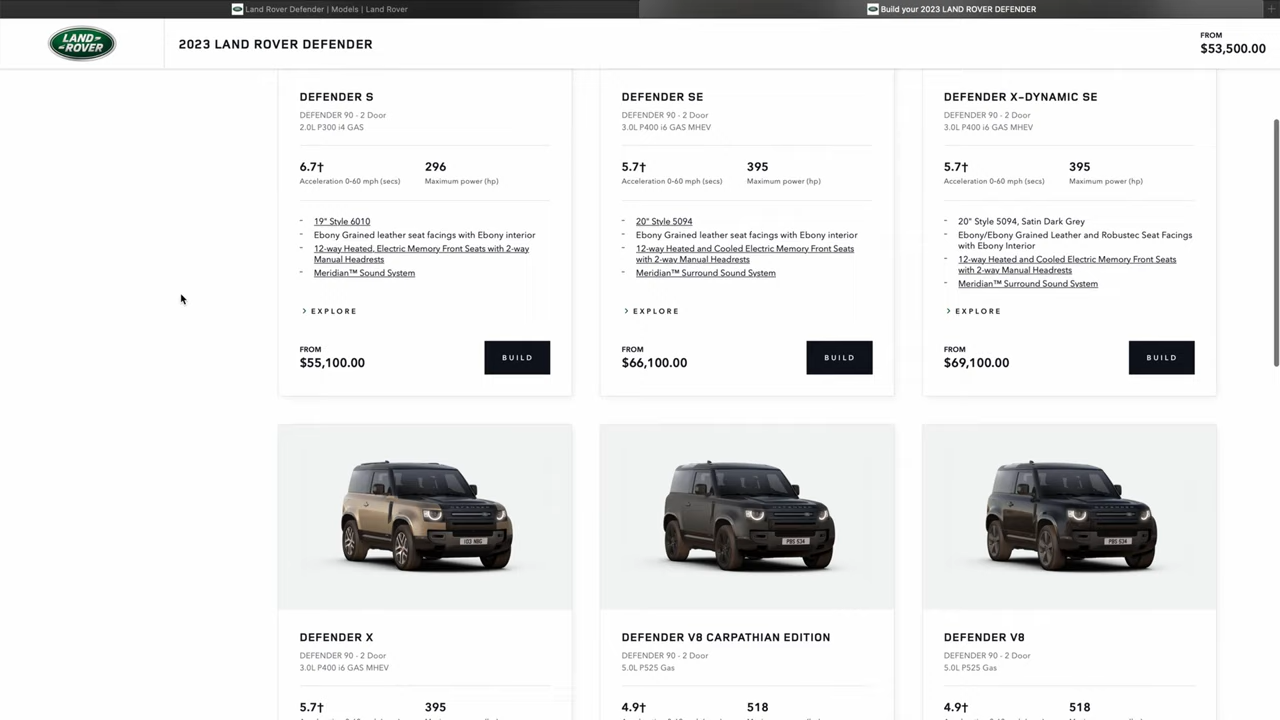 Land Rover Defender | Models | Land Rover
Build your 2023 LAND ROVER DEFENDER
LAND-
-ROVER
2023 LAND ROVER DEFENDER
FROM
$53,500.00
DEFENDER S
DEFENDER 90 - 2 Door
2.0L P300 i4 GAS
6.7†
296
Acceleration 0-60 mph (secs)
Maximum power (hp)
- 19" Style 6010
- Ebony Grained leather seat facings with Ebony interior
- 12-way Heated, Electric Memory Front Seats with 2-way
Manual Headrests
- Meridian™ Sound System
> EXPLORE
FROM
$55,100.00
BUILD
DEFENDER SE
DEFENDER 90 - 2 Door
3.0L P400 i6 GAS MHEV
5.7†
395
Acceleration 0-60 mph (secs)
Maximum power (hp)
- 20" Style 5094
- Ebony Grained leather seat facings with Ebony interior
- 12-way Heated and Cooled Electric Memory Front Seats
with 2-way Manual Headrests
- Meridian™ Surround Sound System
> EXPLORE
FROM
$66,100.00
BUILD
DEFENDER X-DYNAMIC SE
DEFENDER 90 - 2 Door
3.0L P400 i6 GAS MHEV
5.7†
395
Acceleration 0-60 mph (secs)
Maximum power (hp)
- 20" Style 5094, Satin Dark Grey
- Ebony/Ebony Grained Leather and Robustec Seat Facings
with Ebony Interior
- 12-way Heated and Cooled Electric Memory Front Seats
with 2-way Manual Headrests
- Meridian™ Surround Sound System
> EXPLORE
FROM
$69,100.00
BUILD
DEFENDER X
DEFENDER 90 - 2 Door
3.0L P400 i6 GAS MHEV
5.7†
395
DEFENDER V8 CARPATHIAN EDITION
DEFENDER 90 - 2 Door
5.0L P525 Gas
4.9†
518
DEFENDER V8
DEFENDER 90 - 2 Door
5.0L P525 Gas
4.9†
518